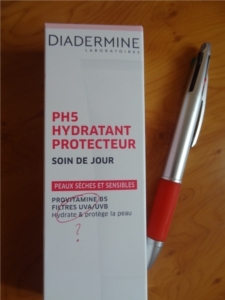 DIADERMINE
LABORATOIRES
PH5
HYDRATANT
PROTECTEUR
SOIN DE JOUR
PEAUX SÈCHES ET SENSIBLES
PROVITAMINE B5
FILTRES UVA/UVB
Hydrate & protège la peau
?